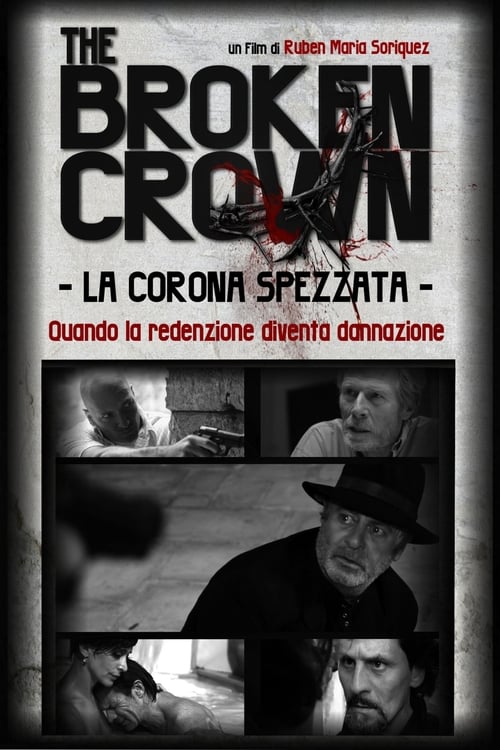 THE
un Film di Ruben Maria Soriquez
BROKEN
CROWN
- LA CORONA SPEZZATA -
Quando la redenzione diventa dannazione